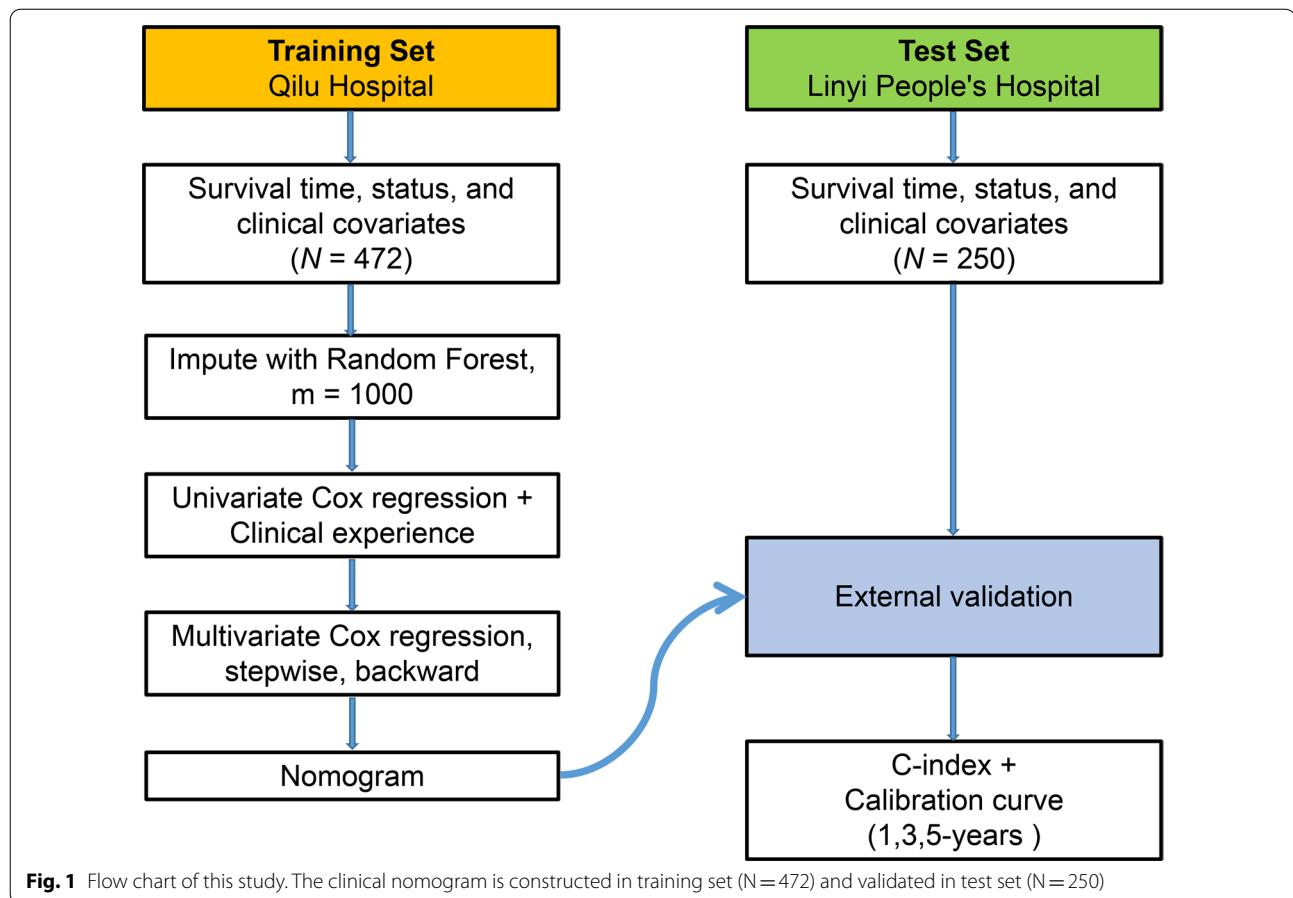 Training Set
Qilu Hospital
Survival time, status, and
clinical covariates
(N = 472)
Impute with Random Forest,
m = 1000
Univariate Cox regression +
Clinical experience
Multivariate Cox regression,
stepwise, backward
Nomogram
Test Set
Linyi People's Hospital
Survival time, status, and
clinical covariates
(N = 250)
External validation
C-index +
Calibration curve
(1,3,5-years )
Fig. 1 Flow chart of this study. The clinical nomogram is constructed in training set (N = 472) and validated in test set (N = 250)